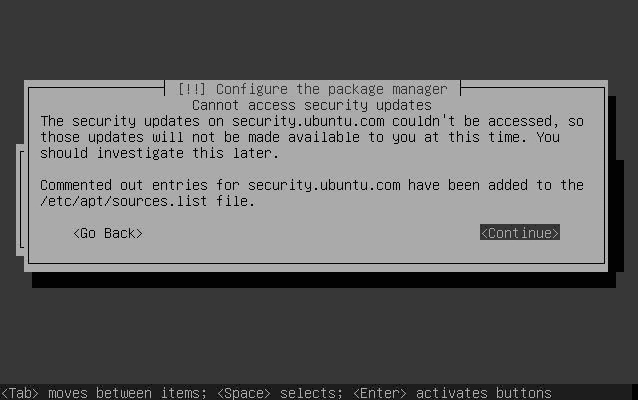 [!!] Configure the package manager
Cannot access security updates
The security updates on security.ubuntu.com couldn't be accessed, so
those updates will not be made available to you at this time. You
should investigate this later.
Commented out entries for security.ubuntu.com have been added to the
/etc/apt/sources.list file.
<Go Back> <Continue>
<Tab> moves between items; <Space> selects; <Enter> activates buttons